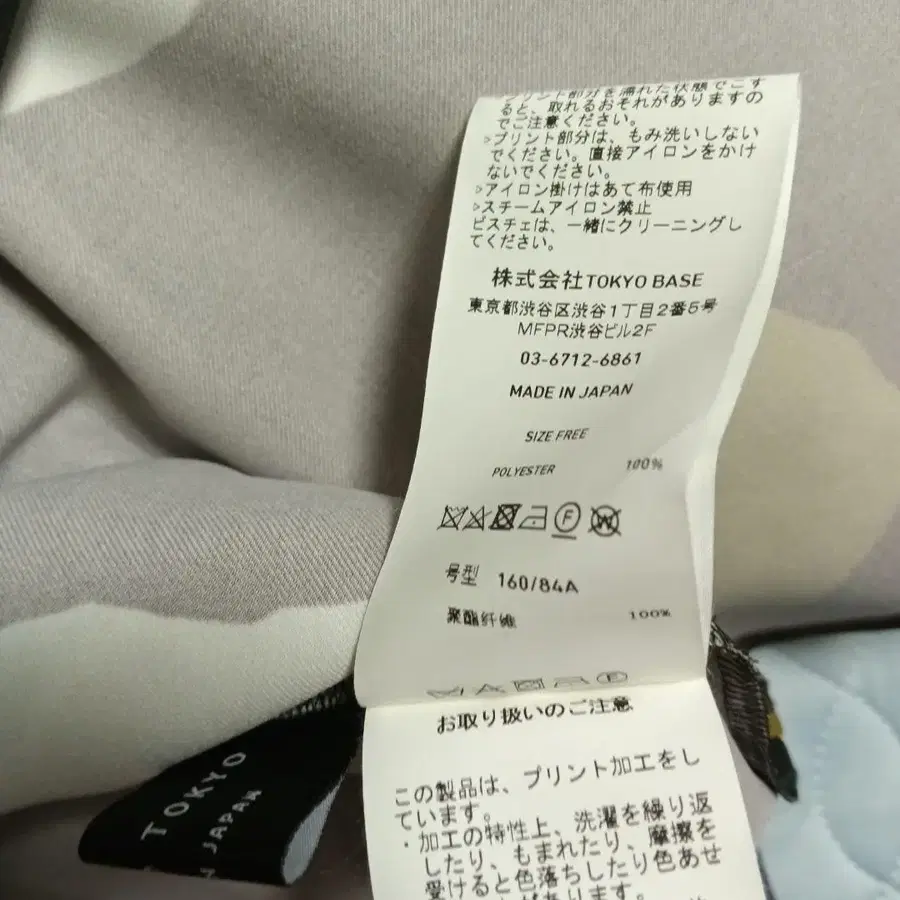 プリント部分を濡れた状態でこす
ると、取れるおそれがありますの
でご注意ください。
▷プリント部分は、もみ洗いしない
でください。直接アイロンをかけ
ないでください。
▷アイロン掛けはあて布使用
▷スチームアイロン禁止
ビスチェは、一緒にクリーニングし
てください。
株式会社TOKYO BASE
東京都渋谷区渋谷1丁目2番5号
MFPR渋谷ビル2F
03-6712-6861
MADE IN JAPAN
SIZE FREE
POLYESTER 100%
F W
号型 160/84A
聚酯纤维 100%
お取り扱いのご注意
この製品は、プリント加工をし
ています。
・加工の特性上、洗濯を繰り返
したり、もまれたり、摩擦を
受けると色落ちしたり色あせ
があります。
TOKYO
N JAPAN